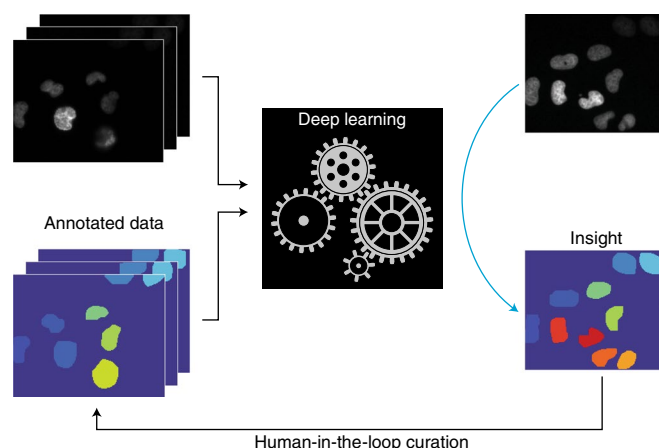 Deep learning
Annotated data
Insight
Human-in-the-loop curation